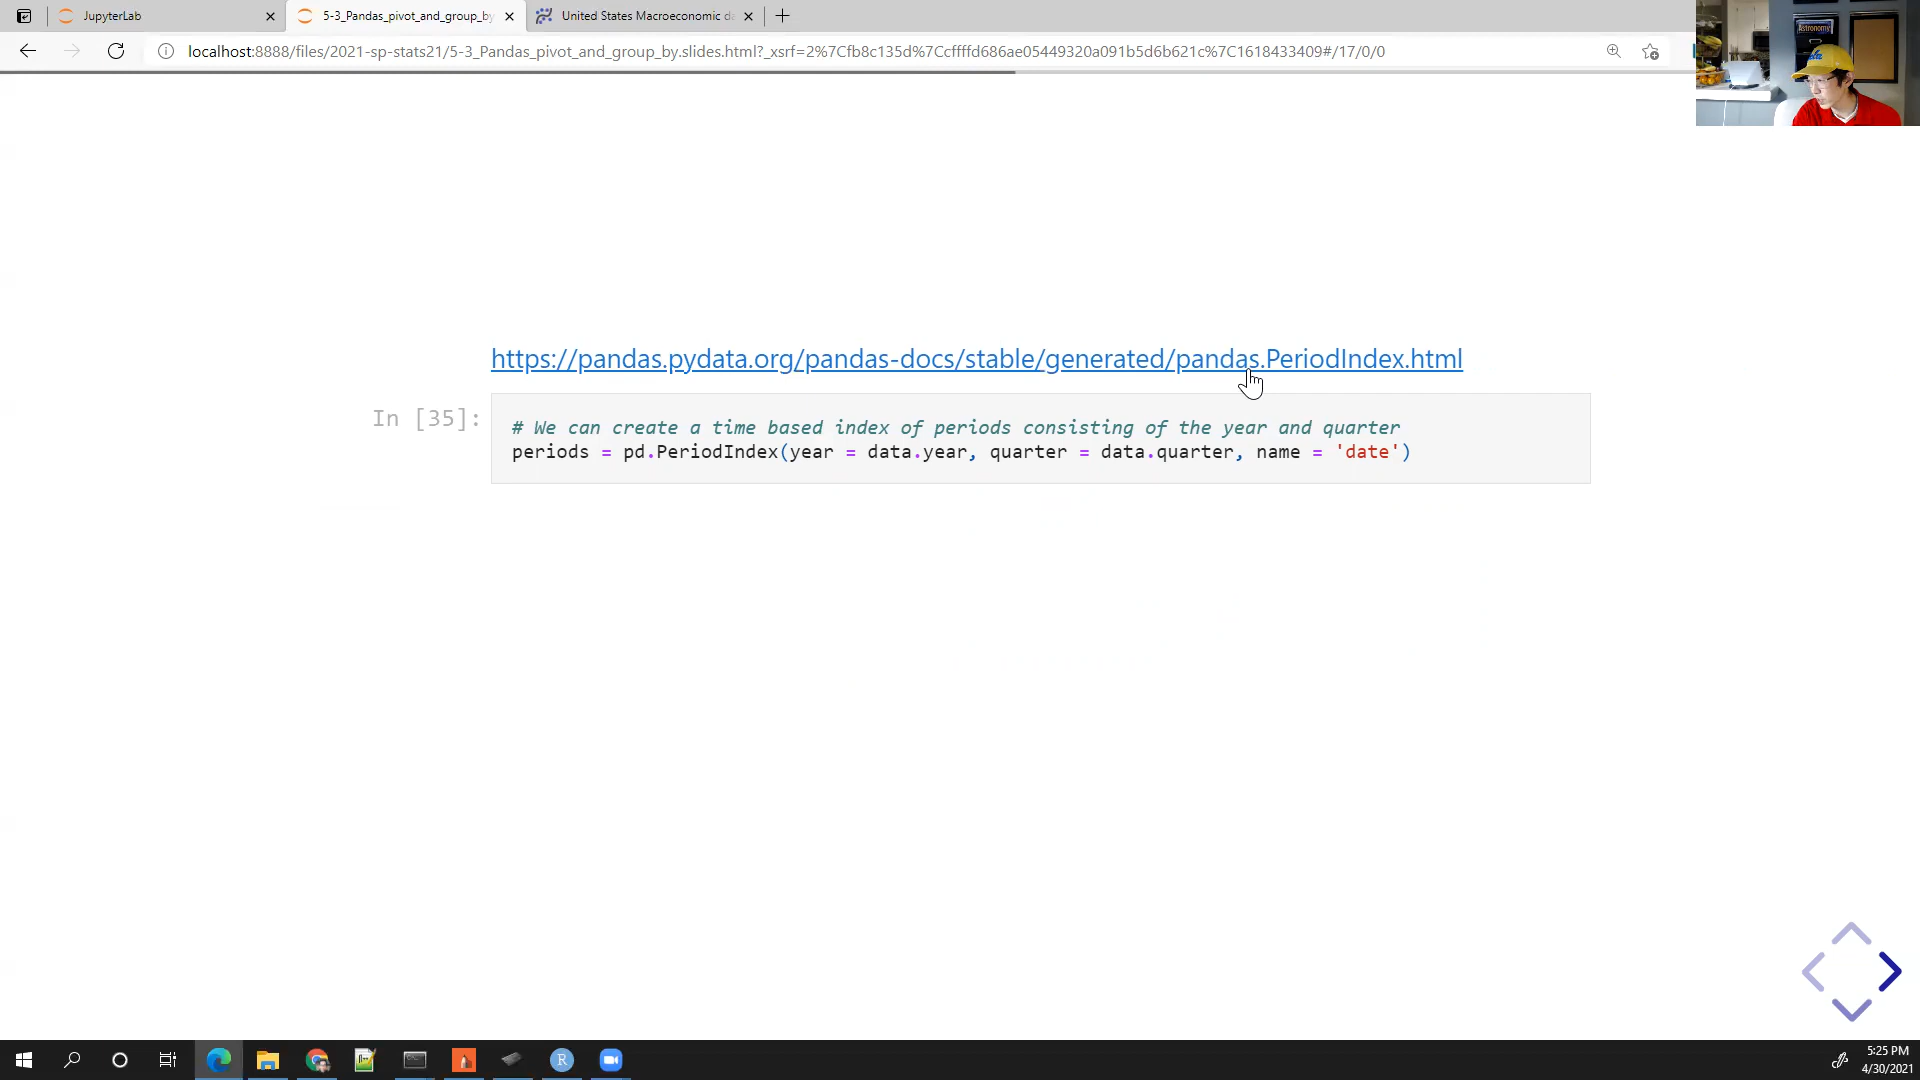 JupyterLab
5-3_Pandas_pivot_and_group_by
United States Macroeconomic da
localhost:8888/files/2021-sp-stats21/5-3_Pandas_pivot_and_group_by.slides.html?_xsrf=2%7Cfb8c135d%7Ccffffd686ae05449320a091b5d6b621c%7C1618433409#/17/0/0
Astronomy
https://pandas.pydata.org/pandas-docs/stable/generated/pandas.PeriodIndex.html
In [35]:
# We can create a time based index of periods consisting of the year and quarter
periods = pd.PeriodIndex(year = data.year, quarter = data.quarter, name = 'date')
R
5:25 PM
4/30/2021